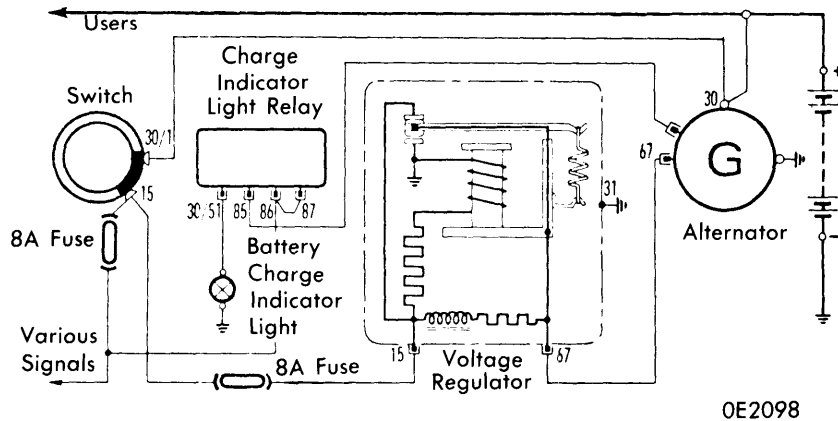 Users
Switch
30/1
15
8A Fuse
Various
Signals
Charge
Indicator
Light Relay
30/51
85
86
87
Battery
Charge
Indicator
Light
8A Fuse
15
Voltage
Regulator
67
31
30
67
G
Alternator
+
-
OE2098